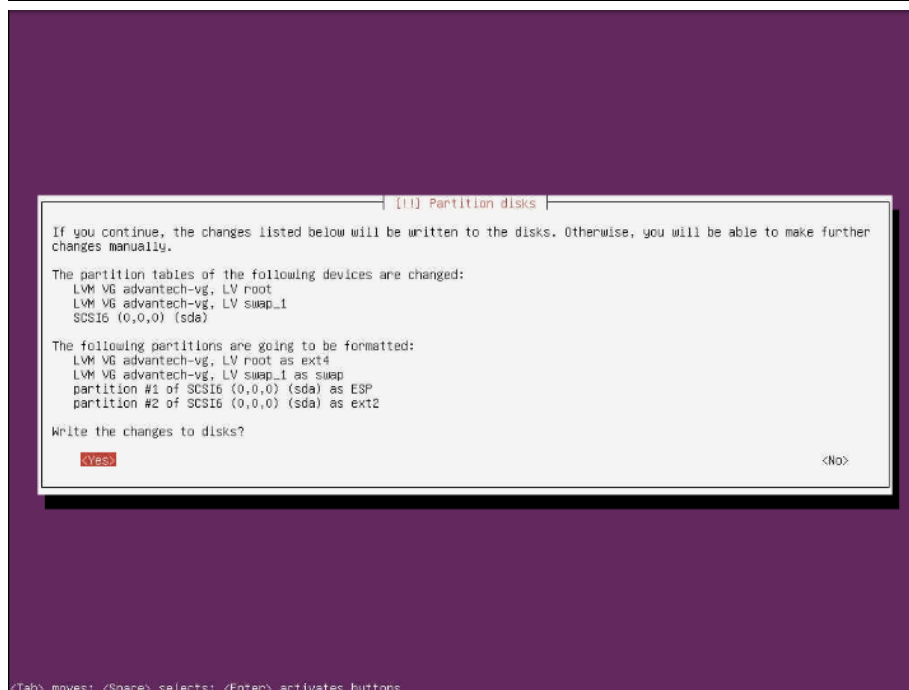 [!!] Partition disks
If you continue, the changes listed below will be written to the disks. Otherwise, you will be able to make further
changes manually.
The partition tables of the following devices are changed:
LVM VG advantech-vg, LV root
LVM VG advantech-vg, LV swap_1
SCSI6 (0,0,0) (sda)
The following partitions are going to be formatted:
LVM VG advantech-vg, LV root as ext4
LVM VG advantech-vg, LV swap_1 as swap
partition #1 of SCSI6 (0,0,0) (sda) as ESP
partition #2 of SCSI6 (0,0,0) (sda) as ext2
Write the changes to disks?
<Yes> <No>
<Tab> moves; <Space> selects; <Enter> activates buttons